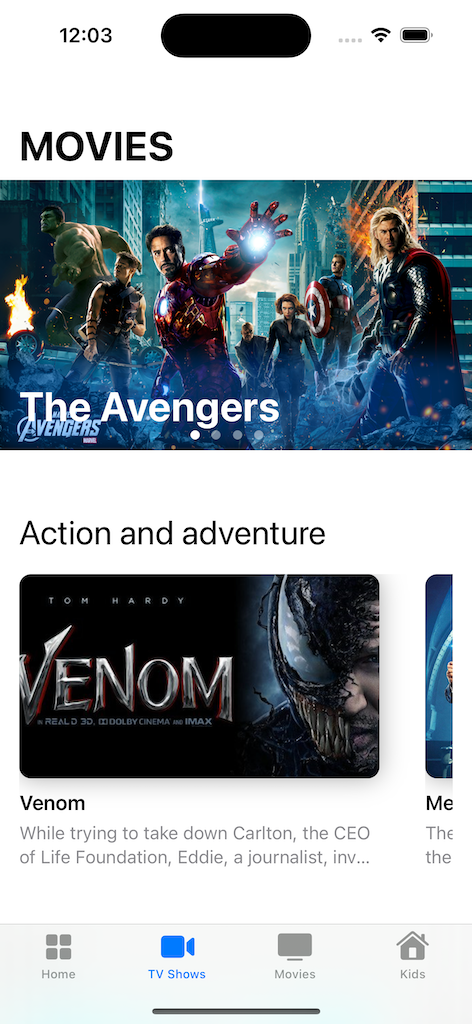 12:03
MOVIES
The Avengers
AVENGERS
MARVEL
Action and adventure
TOM HARDY
VENOM
IN REALD 3D, DOLBY CINEMA AND IMAX
Venom
Me
While trying to take down Carlton, the CEO
of Life Foundation, Eddie, a journalist, inv...
The
the
Home
TV Shows
Movies
Kids